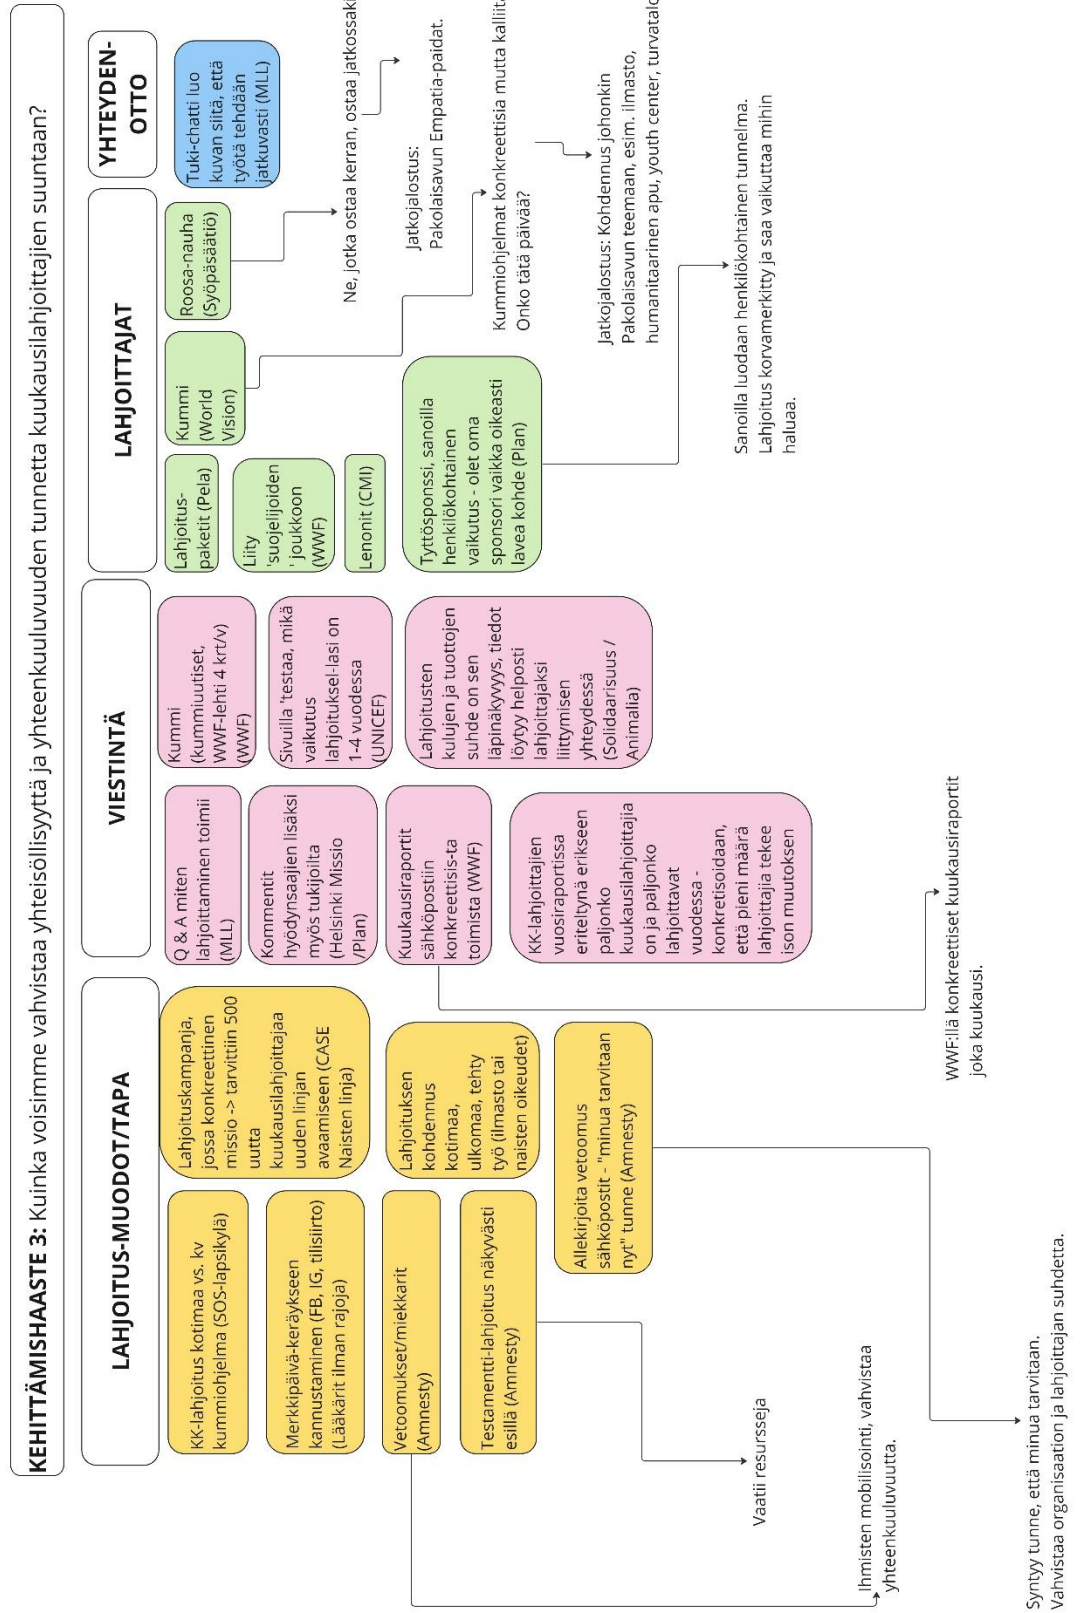 KEHITTÄMISHAASTE 3: Kuinka voisimme vahvistaa yhteisöllisyyttä ja yhteenkuuluvuuden tunnetta kuukausilahjoittajien suuntaan?
LAHJOITUS-MUODOT/TAPA
KK-lahjoitus kotimaa vs. kv
kummiohjelma (SOS-lapsikylä)
Merkkipäivä-keräykseen
kannustaminen (FB, IG, tilisiirto)
(Lääkärit ilman rajoja)
Vetoomukset/miekkarit
(Amnesty)
Testamentti-lahjoitus näkyvästi
esillä (Amnesty)
Lahjoituskampanja,
jossa konkreettinen
missio -> tarvittiin 500
uutta
kuukausilahjoittajaa
uuden linjan
avaamiseen (CASE
Naisten linja)
Lahjoituksen
kohdennus
kotimaa,
ulkomaa, tehty
työ (ilmasto tai
naisten oikeudet)
Allekirjoita vetoomus
sähköpostit - "minua tarvitaan
nyt" tunne (Amnesty)
Vaatii resursseja
Ihmisten mobilisointi, vahvistaa
yhteenkuuluvuutta.
Syntyy tunne, että minua tarvitaan.
Vahvistaa organisaation ja lahjoittajan suhdetta.
VIESTINTÄ
Q & A miten
lahjoittaminen toimii
(MLL)
Kommentit
hyödynsaajien lisäksi
myös tukijoilta
(Helsinki Missio
/Plan)
Kuukausiraportit
sähköpostiin
konkreettisis-ta
toimista (WWF)
KK-lahjoittajien
vuosiraportissa
eriteltynä erikseen
paljonko
kuukausilahjoittajia
on ja paljonko
lahjoittavat
vuodessa -
konkretisoidaan,
että pieni määrä
lahjoittajia tekee
ison muutoksen
Kummi
(kummiuutiset,
WWF-lehti 4 krt/v)
(WWF)
Sivuilla 'testaa, mikä
vaikutus
lahjoituksel-lasi on
1-4 vuodessa
(UNICEF)
Lahjoitusten
kulujen ja tuottojen
suhde on sen
läpinäkyvyys, tiedot
löytyy helposti
lahjoittajaksi
liittymisen
yhteydessä
(Solidaarisuus /
Animalia)
WWF:llä konkreettiset kuukausiraportit
joka kuukausi.
LAHJOITTAJAT
Lahjoitus-
paketit (Pela)
Liity
'suojelijoiden
' joukkoon
(WWF)
Lenonit (CMI)
Kummi
(World
Vision)
Roosa-nauha
(Syöpäsäätiö)
Tyttösponssi, sanoilla
henkilökohtainen
vaikutus - olet oma
sponsori vaikka oikeasti
lavea kohde (Plan)
Ne, jotka ostaa kerran, ostaa jatkossaki
Jatkojalostus:
Pakolaisavun Empatia-paidat.
Kummiohjelmat konkreettisia mutta kalliit
Onko tätä päivää?
Jatkojalostus: Kohdennus johonkin
Pakolaisavun teemaan, esim. ilmasto,
humanitaarinen apu, youth center, turvatalo
Sanoilla luodaan henkilökohtainen tunnelma.
Lahjoitus korvamerkitty ja saa vaikuttaa mihin
haluaa.
YHTEYDEN-
OTTO
Tuki-chatti luo
kuvan siitä, että
työtä tehdään
jatkuvasti (MLL)